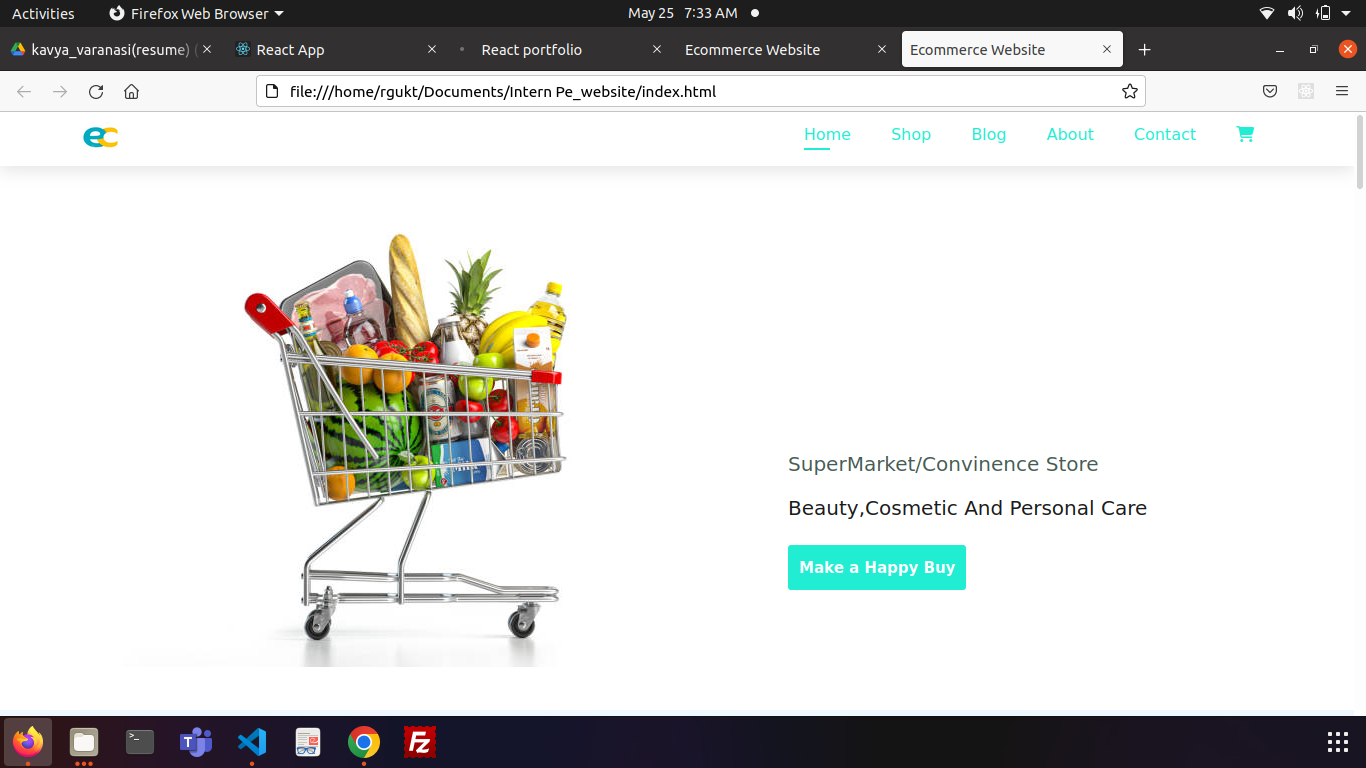 Activities Firefox Web Browser May 25 7:33 AM
kavya_varanasi(resume) React App React portfolio Ecommerce Website Ecommerce Website
file:///home/rgukt/Documents/Intern Pe_website/index.html
ec Home Shop Blog About Contact
SuperMarket/Convinence Store
Beauty,Cosmetic And Personal Care
Make a Happy Buy